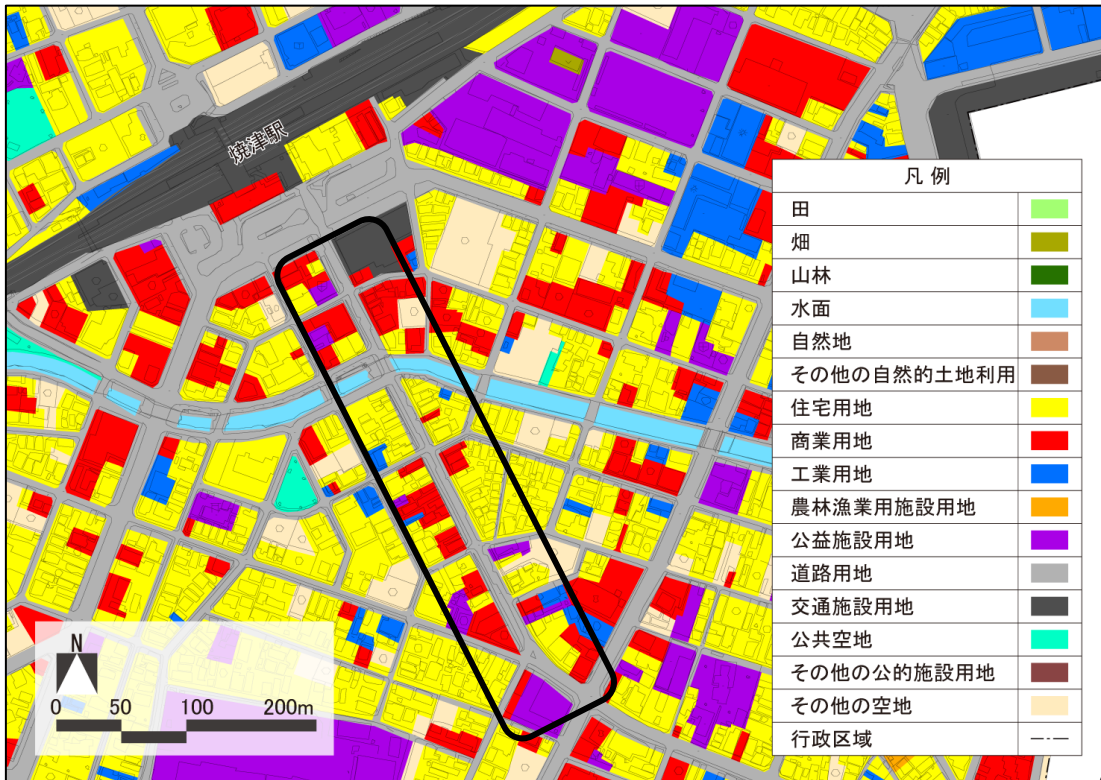 焼津駅
凡例
田
畑
山林
水面
自然地
その他の自然的土地利用
住宅用地
商業用地
工業用地
農林漁業用施設用地
公益施設用地
道路用地
交通施設用地
公共空地
その他の公的施設用地
その他の空地
行政区域
N
0 50 100 200m